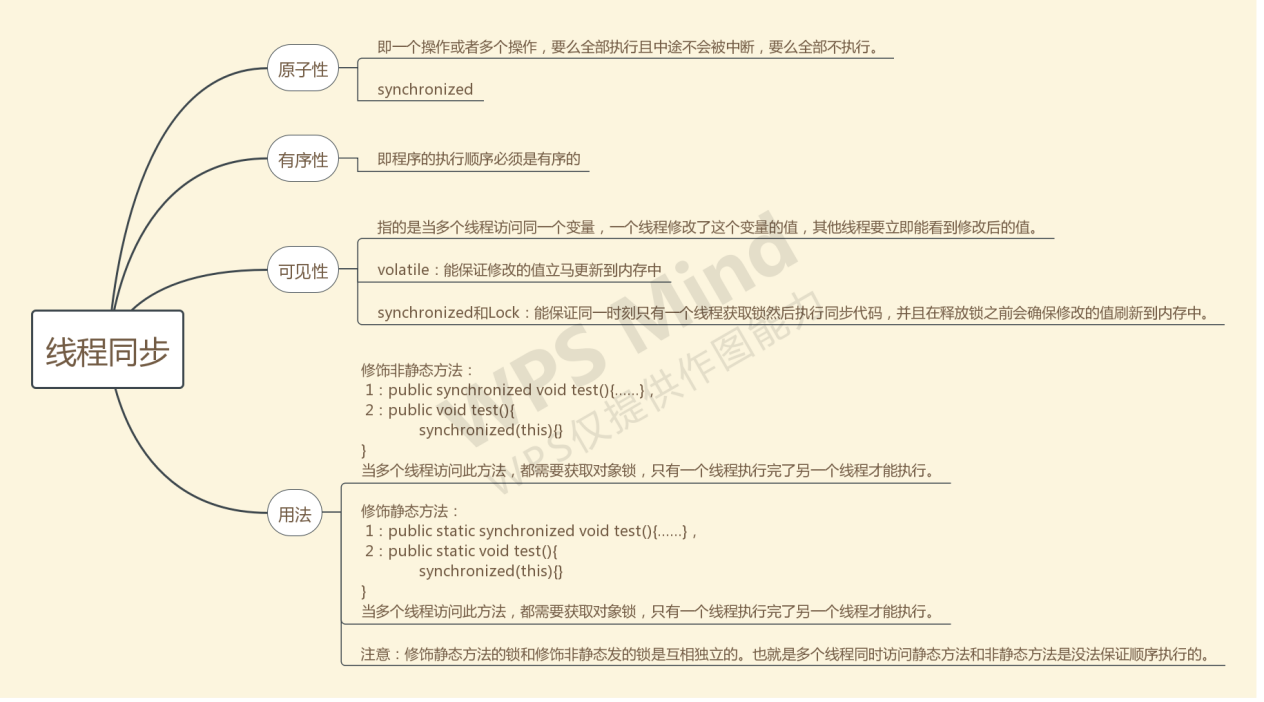 线程同步
原子性
即一个操作或者多个操作，要么全部执行且中途不会被中断，要么全部不执行。
synchronized
有序性
即程序的执行顺序必须是有序的
可见性
指的是当多个线程访问同一个变量，一个线程修改了这个变量的值，其他线程要立即能看到修改后的值。
volatile：能保证修改的值立马更新到内存中
synchronized和Lock：能保证同一时刻只有一个线程获取锁然后执行同步代码，并且在释放锁之前会确保修改的值刷新到内存中。
用法
修饰非静态方法：
1：public synchronized void test(){......}，
2：public void test(){
synchronized(this){}
}
当多个线程访问此方法，都需要获取对象锁，只有一个线程执行完了另一个线程才能执行。
修饰静态方法：
1：public static synchronized void test(){......}，
2：public static void test(){
synchronized(this){}
}
当多个线程访问此方法，都需要获取对象锁，只有一个线程执行完了另一个线程才能执行。
注意：修饰静态方法的锁和修饰非静态发的锁是互相独立的。也就是多个线程同时访问静态方法和非静态方法是没法保证顺序执行的。
WPS Mind
WPS仅提供作图能力